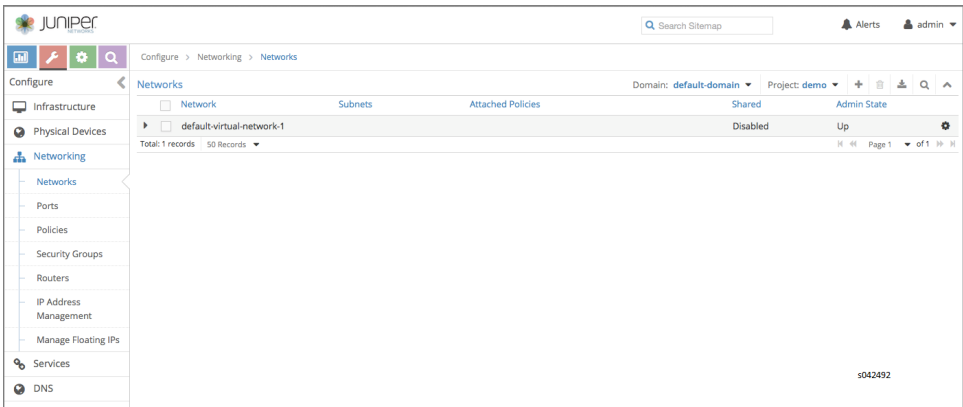 JUNIPER
NETWORKS
Search Sitemap
Alerts
admin
Configure > Networking > Networks
Configure
Networks
Domain: default-domain
Project: demo
Infrastructure
Physical Devices
Networking
Networks
Ports
Policies
Security Groups
Routers
IP Address
Management
Manage Floating IPs
Services
DNS
Network Subnets Attached Policies Shared Admin State
default-virtual-network-1 Disabled Up
Total: 1 records 50 Records Page 1 of 1
s042492